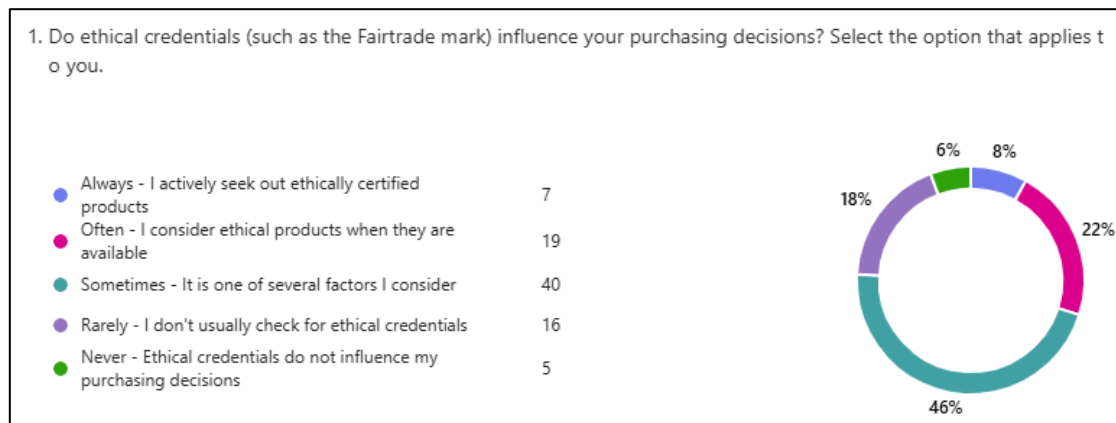 1. Do ethical credentials (such as the Fairtrade mark) influence your purchasing decisions? Select the option that applies t
o you.
Always - I actively seek out ethically certified
products
7
Often - I consider ethical products when they are
available
19
Sometimes - It is one of several factors I consider
40
Rarely - I don't usually check for ethical credentials
16
Never - Ethical credentials do not influence my
purchasing decisions
5
6%
8%
18%
22%
46%